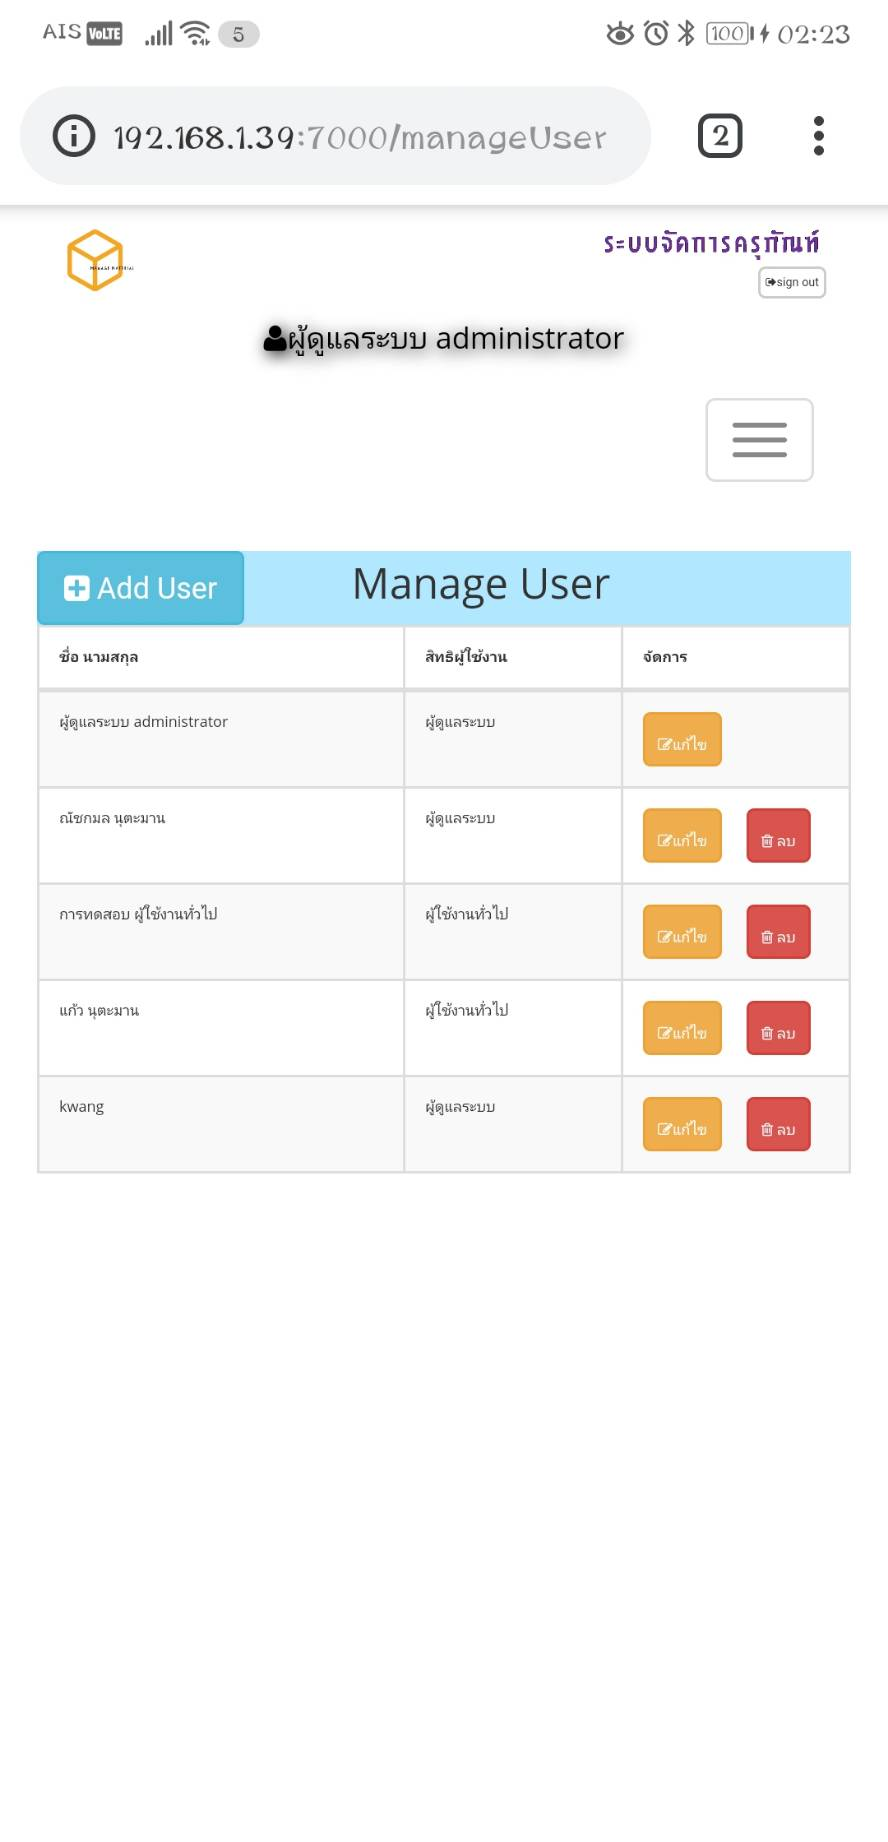 AIS VoLTE 5 100 02:23
192.168.1.39:7000/manageUser 2
MANAGE MATERIAL
ระบบจัดการครุภัณฑ์
sign out
ผู้ดูแลระบบ administrator
Add User Manage User
ชื่อ นามสกุล สิทธิผู้ใช้งาน จัดการ
ผู้ดูแลระบบ administrator ผู้ดูแลระบบ แก้ไข
ณัชกมล นุตะมาน ผู้ดูแลระบบ แก้ไข ลบ
การทดสอบ ผู้ใช้งานทั่วไป ผู้ใช้งานทั่วไป แก้ไข ลบ
แก้ว นุตะมาน ผู้ใช้งานทั่วไป แก้ไข ลบ
kwang ผู้ดูแลระบบ แก้ไข ลบ